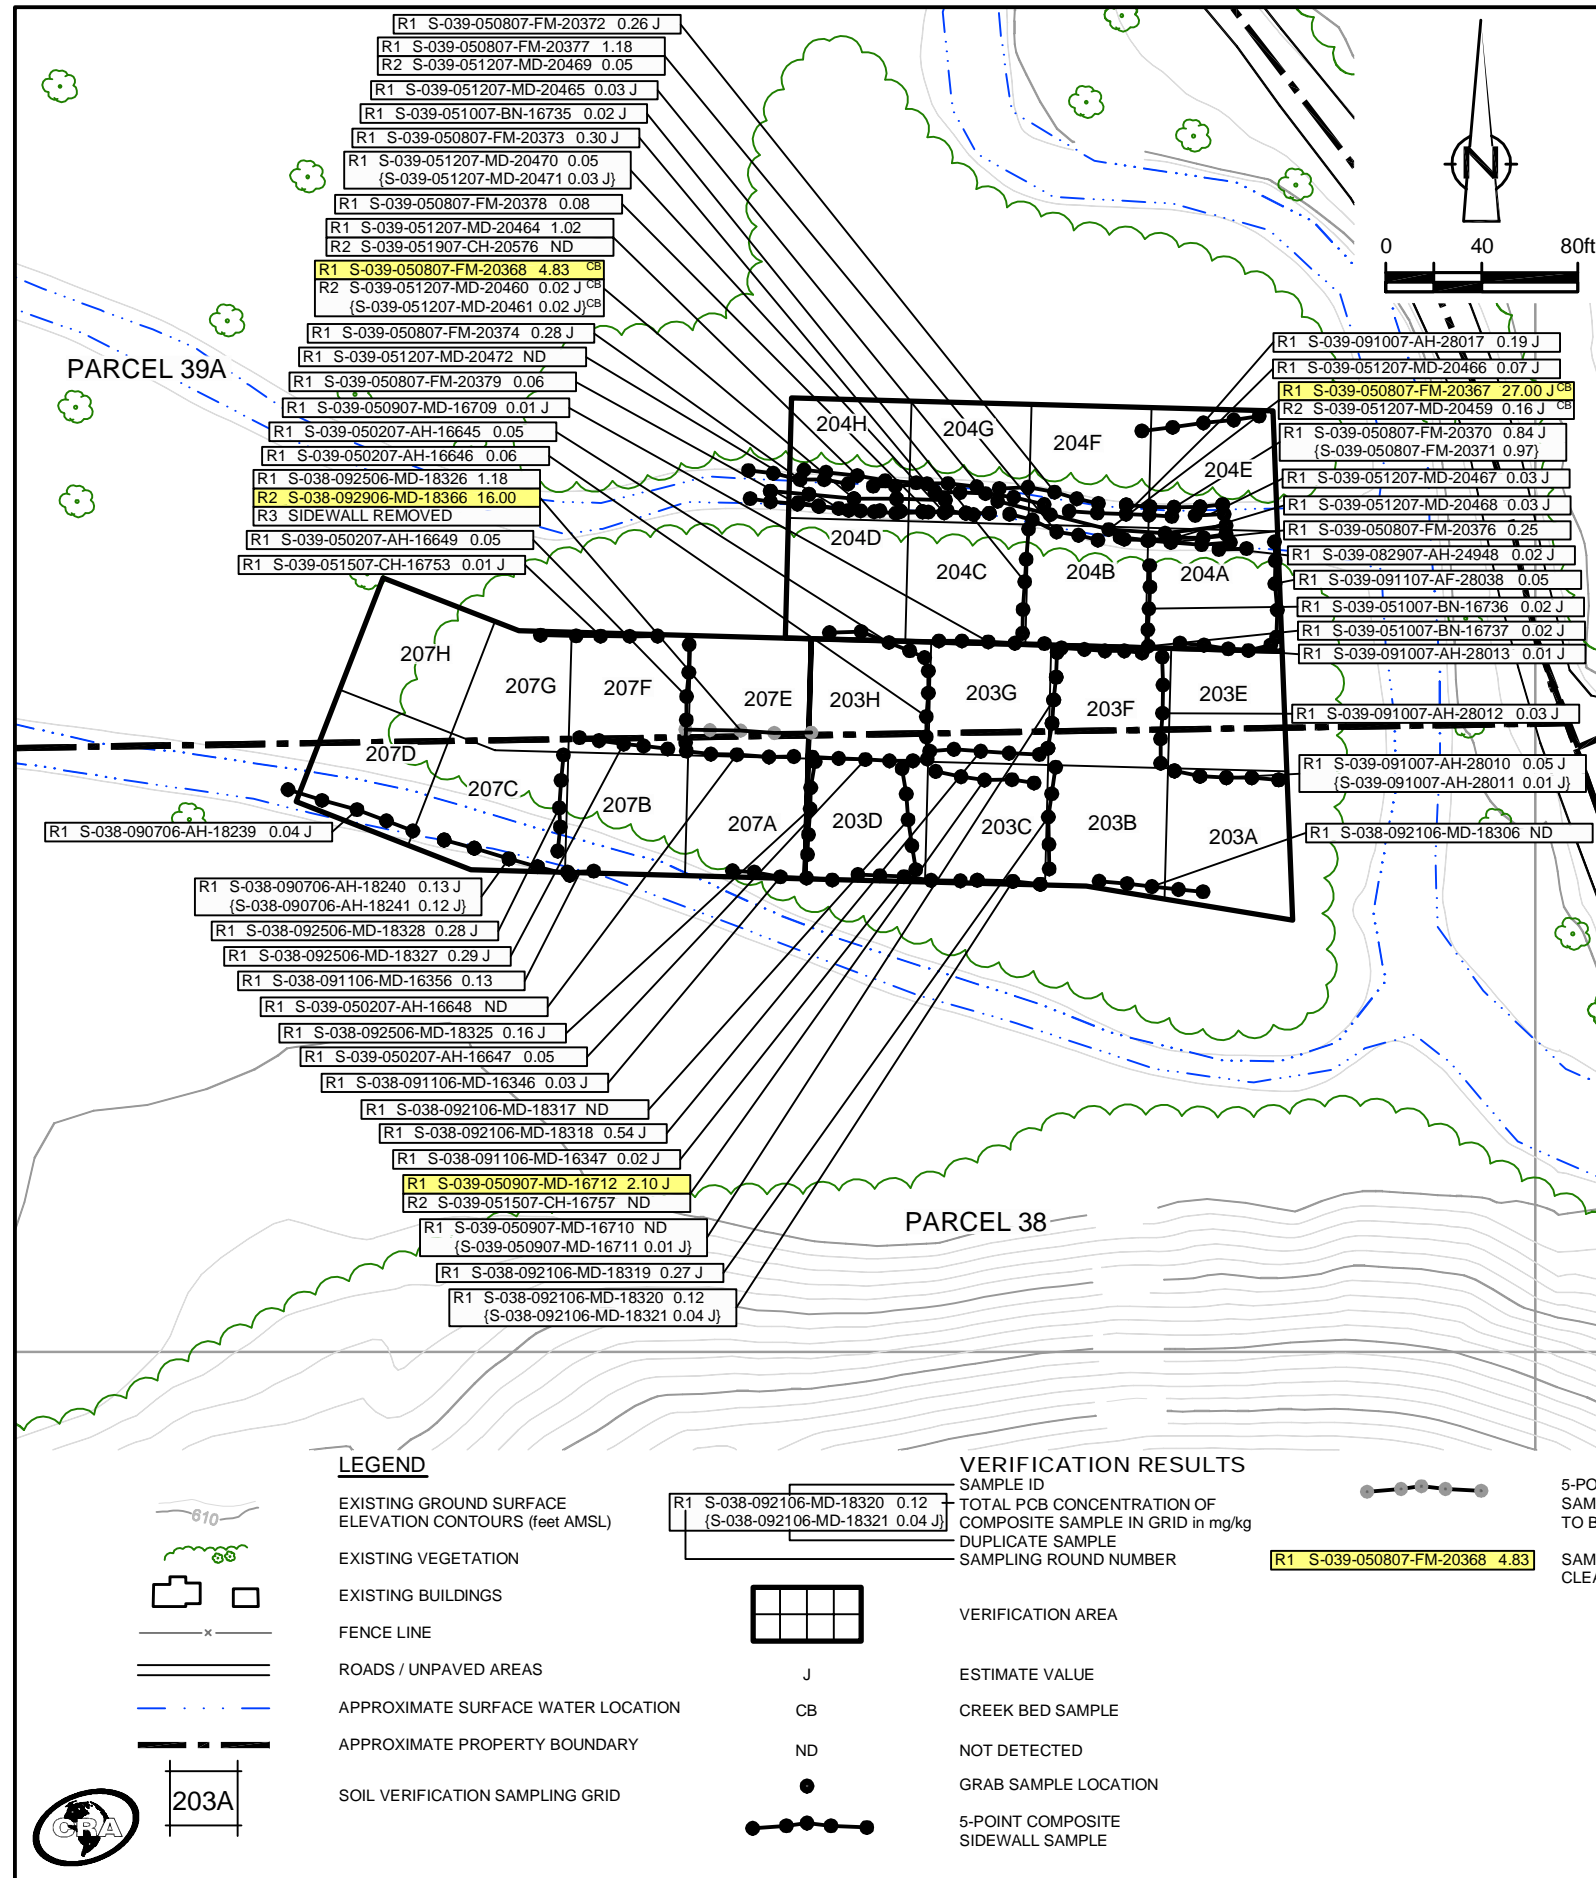 R1 S-039-050807-FM-20372 0.26 J
R1 S-039-050807-FM-20377 1.18
R2 S-039-051207-MD-20469 0.05
R1 S-039-051207-MD-20465 0.03 J
R1 S-039-051007-BN-16735 0.02 J
R1 S-039-050807-FM-20373 0.30 J
R1 S-039-051207-MD-20470 0.05
{S-039-051207-MD-20471 0.03 J}
R1 S-039-050807-FM-20378 0.08
R1 S-039-051207-MD-20464 1.02
R2 S-039-051907-CH-20576 ND
R1 S-039-050807-FM-20368 4.83 CB
R2 S-039-051207-MD-20460 0.02 J CB
{S-039-051207-MD-20461 0.02 J} CB
R1 S-039-050807-FM-20374 0.28 J
R1 S-039-051207-MD-20472 ND
R1 S-039-050807-FM-20379 0.06
R1 S-039-050907-MD-16709 0.01 J
R1 S-039-050207-AH-16645 0.05
R1 S-039-050207-AH-16646 0.06
R1 S-038-092506-MD-18326 1.18
R2 S-038-092906-MD-18366 16.00
R3 SIDEWALL REMOVED
R1 S-039-050207-AH-16649 0.05
R1 S-039-051507-CH-16753 0.01 J
PARCEL 39A
N
0 40 80ft
R1 S-039-091007-AH-28017 0.19 J
R1 S-039-051207-MD-20466 0.07 J
R1 S-039-050807-FM-20367 27.00 J CB
R2 S-039-051207-MD-20459 0.16 J CB
R1 S-039-050807-FM-20370 0.84 J
{S-039-050807-FM-20371 0.97}
R1 S-039-051207-MD-20467 0.03 J
R1 S-039-051207-MD-20468 0.03 J
R1 S-039-050807-FM-20376 0.25
R1 S-039-082907-AH-24948 0.02 J
R1 S-039-091107-AF-28038 0.05
R1 S-039-051007-BN-16736 0.02 J
R1 S-039-051007-BN-16737 0.02 J
R1 S-039-091007-AH-28013 0.01 J
R1 S-039-091007-AH-28012 0.03 J
R1 S-039-091007-AH-28010 0.05 J
{S-039-091007-AH-28011 0.01 J}
R1 S-038-092106-MD-18306 ND
204H 204G 204F 204E
204D 204C 204B 204A
207H 207G 207F 207E 203H 203G 203F 203E
207D 207C 207B 207A 203D 203C 203B 203A
R1 S-038-090706-AH-18239 0.04 J
R1 S-038-090706-AH-18240 0.13 J
{S-038-090706-AH-18241 0.12 J}
R1 S-038-092506-MD-18328 0.28 J
R1 S-038-092506-MD-18327 0.29 J
R1 S-038-091106-MD-16356 0.13
R1 S-039-050207-AH-16648 ND
R1 S-038-092506-MD-18325 0.16 J
R1 S-039-050207-AH-16647 0.05
R1 S-038-091106-MD-16346 0.03 J
R1 S-038-092106-MD-18317 ND
R1 S-038-092106-MD-18318 0.54 J
R1 S-038-091106-MD-16347 0.02 J
R1 S-039-050907-MD-16712 2.10 J
R2 S-039-051507-CH-16757 ND
R1 S-039-050907-MD-16710 ND
{S-039-050907-MD-16711 0.01 J}
R1 S-038-092106-MD-18319 0.27 J
R1 S-038-092106-MD-18320 0.12
{S-038-092106-MD-18321 0.04 J}
PARCEL 38
LEGEND
610
EXISTING GROUND SURFACE
ELEVATION CONTOURS (feet AMSL)
EXISTING VEGETATION
EXISTING BUILDINGS
x
FENCE LINE
ROADS / UNPAVED AREAS
APPROXIMATE SURFACE WATER LOCATION
APPROXIMATE PROPERTY BOUNDARY
203A
SOIL VERIFICATION SAMPLING GRID
CRA
VERIFICATION RESULTS
R1 S-038-092106-MD-18320 0.12
{S-038-092106-MD-18321 0.04 J}
SAMPLE ID
TOTAL PCB CONCENTRATION OF
COMPOSITE SAMPLE IN GRID in mg/kg
DUPLICATE SAMPLE
SAMPLING ROUND NUMBER
VERIFICATION AREA
J ESTIMATE VALUE
CB CREEK BED SAMPLE
ND NOT DETECTED
GRAB SAMPLE LOCATION
5-POINT COMPOSITE
SIDEWALL SAMPLE
5-PO
SAM
TO B
R1 S-039-050807-FM-20368 4.83
SAM
CLEA